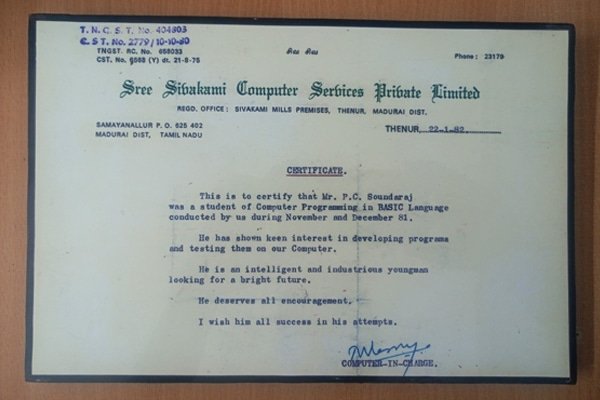 T. N. G. S. T. No. 404803
C. S T. No. 2779/10-10-80
TNGST. RC. No. 658033
CST. No. 6568 (Y) dt. 21-8-75
சிவ சிவ
Phone : 23179
Sree Sivakami Computer Services Private Limited
REGD. OFFICE : SIVAKAMI MILLS PREMISES, THENUR, MADURAI DIST.
SAMAYANALLUR P. O. 625 402
MADURAI DIST, TAMIL NADU
THENUR, 22-1-82
CERTIFICATE.
This is to certify that Mr. P.C. Soundaraj
was a student of Computer Programming in BASIC Language
conducted by us during November and December 81.
He has shown keen interest in developing programs
and testing them on our Computer.
He is an intelligent and industrious youngman
looking for a bright future.
He deserves all encouragement.
I wish him all success in his attempts.
COMPUTER-IN-CHARGE.